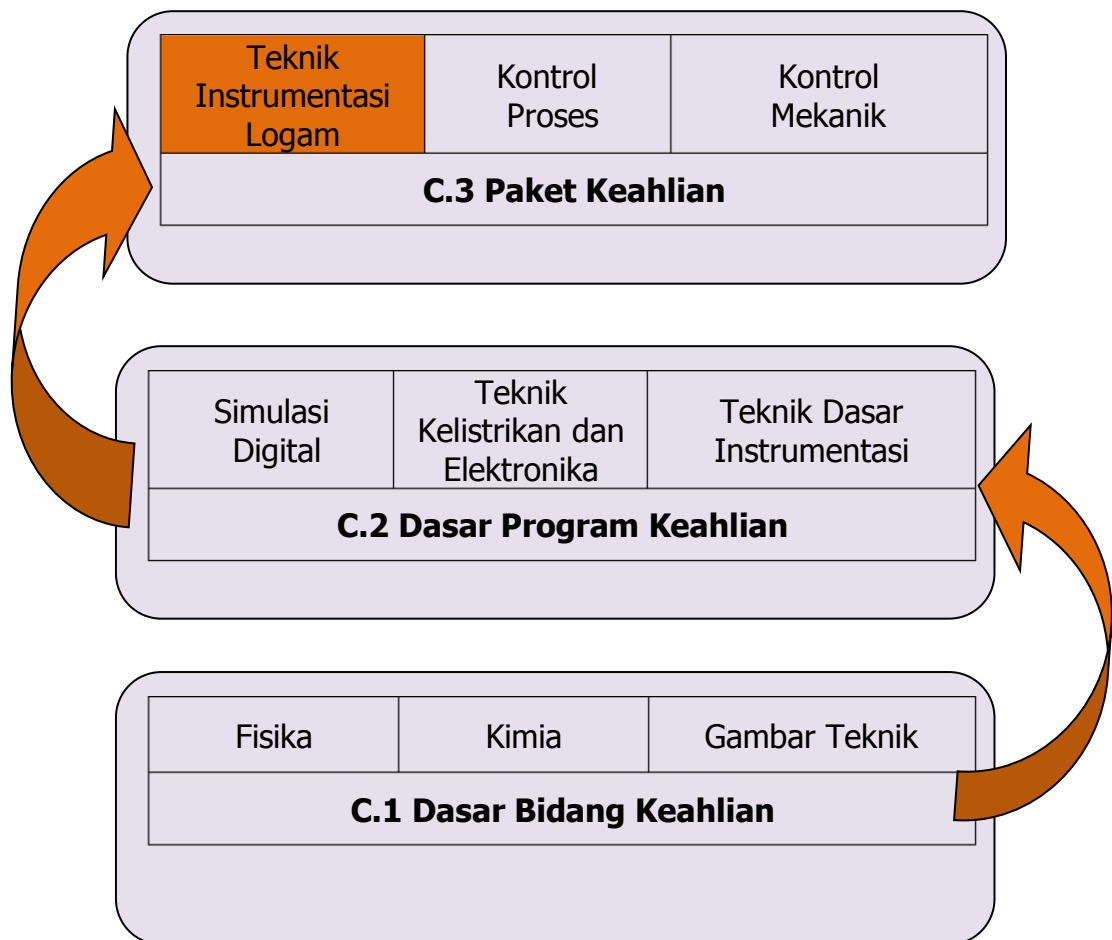 Teknik
Instrumentasi
Logam
Kontrol
Proses
Kontrol
Mekanik
C.3 Paket Keahlian
Simulasi
Digital
Teknik
Kelistrikan dan
Elektronika
Teknik Dasar
Instrumentasi
C.2 Dasar Program Keahlian
Fisika
Kimia
Gambar Teknik
C.1 Dasar Bidang Keahlian